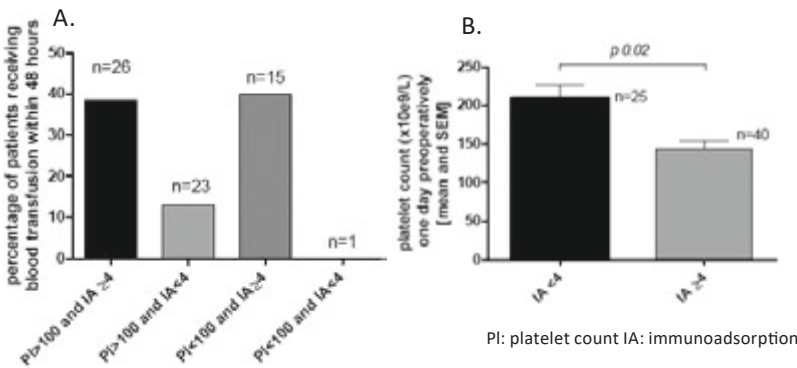 A.
percentage of patients receiving
blood transfusion within 48 hours
50
40
30
20
10
0
n=26
n=23
n=15
n=1
Pl>100 and IA ≥4
Pl>100 and IA<4
Pl<100 and IA≥4
Pl<100 and IA<4
B.
platelet count (x10e9/L)
one day preoperatively
[mean and SEM]
250
200
150
100
50
0
p 0.02
n=25
n=40
IA <4
IA ≥4
Pl: platelet count IA: immunoadsorption